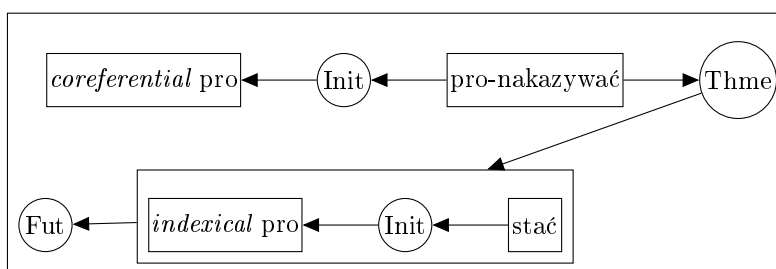 coreferential pro Init pro-nakazywać Thme
Fut indexical pro Init stać